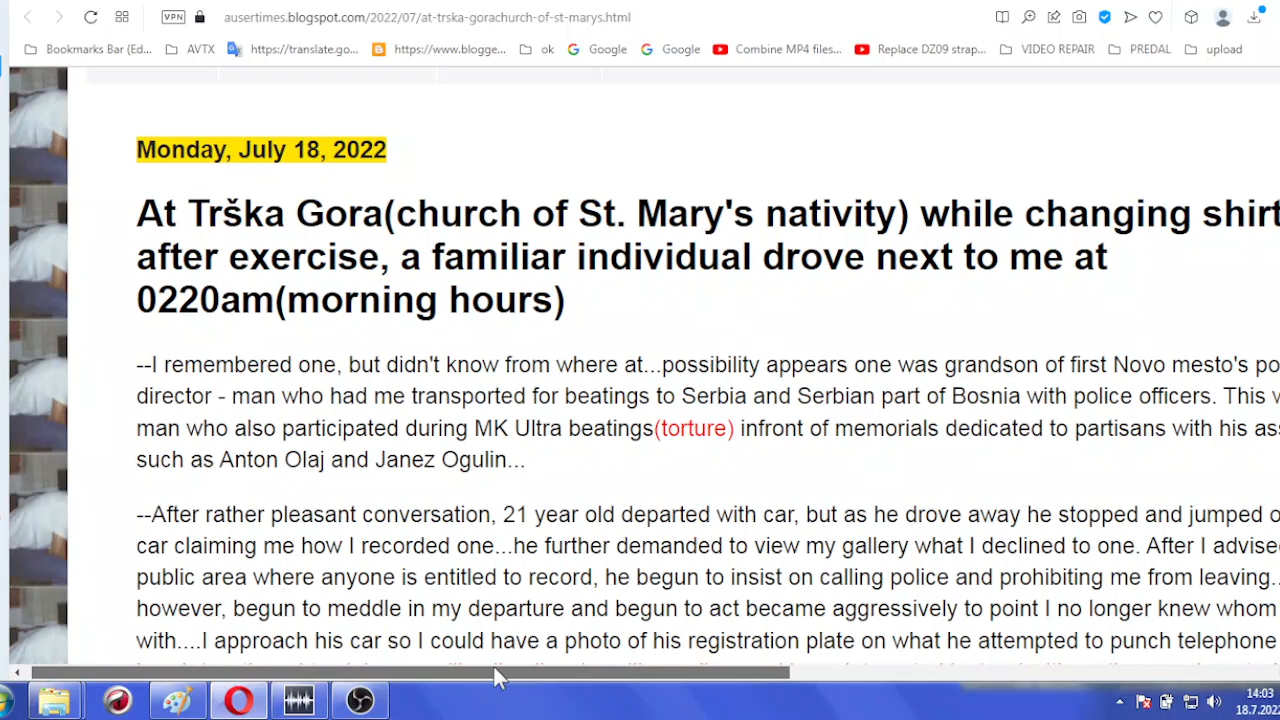 VPN ausertimes.blogspot.com/2022/07/at-trska-gorachurch-of-st-marys.html
Bookmarks Bar (Ed... AVTX https://translate.go... https://www.blogge... ok Google Google Combine MP4 files... Replace DZ09 strap... VIDEO REPAIR PREDAL upload
Monday, July 18, 2022
At Trška Gora(church of St. Mary's nativity) while changing shirt
after exercise, a familiar individual drove next to me at
0220am(morning hours)
--I remembered one, but didn't know from where at...possibility appears one was grandson of first Novo mesto's po
director - man who had me transported for beatings to Serbia and Serbian part of Bosnia with police officers. This w
man who also participated during MK Ultra beatings(torture) infront of memorials dedicated to partisans with his ass
such as Anton Olaj and Janez Ogulin...
--After rather pleasant conversation, 21 year old departed with car, but as he drove away he stopped and jumped o
car claiming me how I recorded one...he further demanded to view my gallery what I declined to one. After I advised
public area where anyone is entitled to record, he begun to insist on calling police and prohibiting me from leaving...
however, begun to meddle in my departure and begun to act became aggressively to point I no longer knew whom
with....I approach his car so I could have a photo of his registration plate on what he attempted to punch telephone
14:03
18.7.202